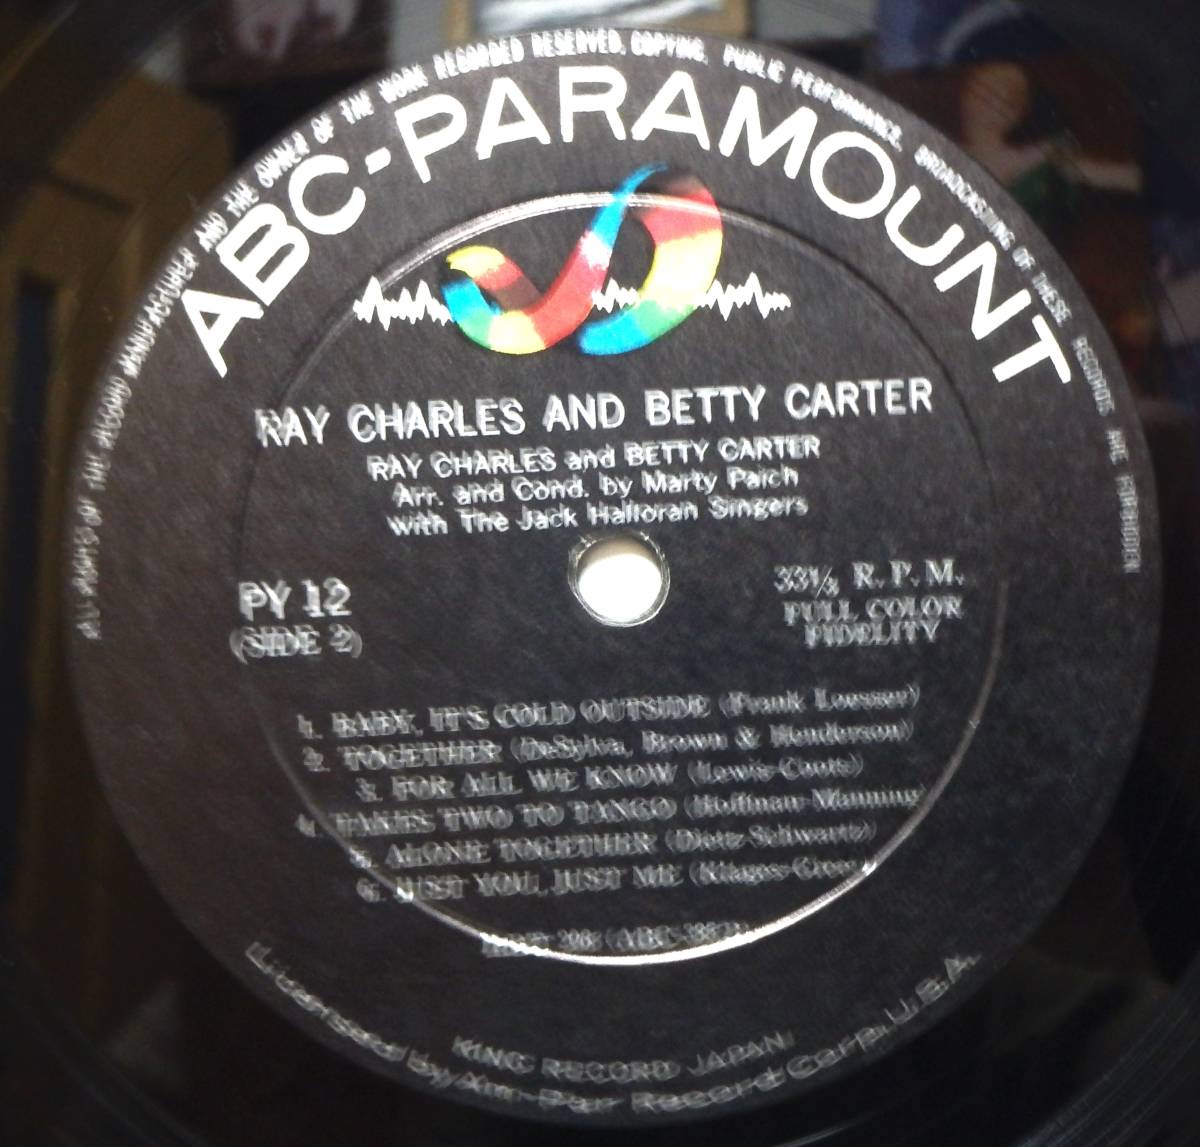 ALL RIGHTS OF THE RECORD MANUFACTURER AND THE OWNER OF THE WORK RECORDED RESERVED. COPYING. PUBLIC PERFORMANCE. BROADCASTING OF THESE RECORDS ARE FORBIDDEN
ABC-PARAMOUNT
RAY CHARLES AND BETTY CARTER
RAY CHARLES and BETTY CARTER
Arr. and Cond. by Marty Paich
with The Jack Halloran Singers
PY 12
(SIDE 2)
33⅓ R.P.M.
FULL COLOR
FIDELITY
1. BABY, IT'S COLD OUTSIDE (Frank Loesser)
2. TOGETHER (DeSylva, Brown & Henderson)
3. FOR ALL WE KNOW (Lewis-Coots)
4. TAKES TWO TO TANGO (Hoffman-Manning)
5. ALONE TOGETHER (Dietz-Schwartz)
6. JUST YOU, JUST ME (Klages-Greer)
KING RECORD JAPAN
Licensed by Am-Par Record Corp., U.S.A.